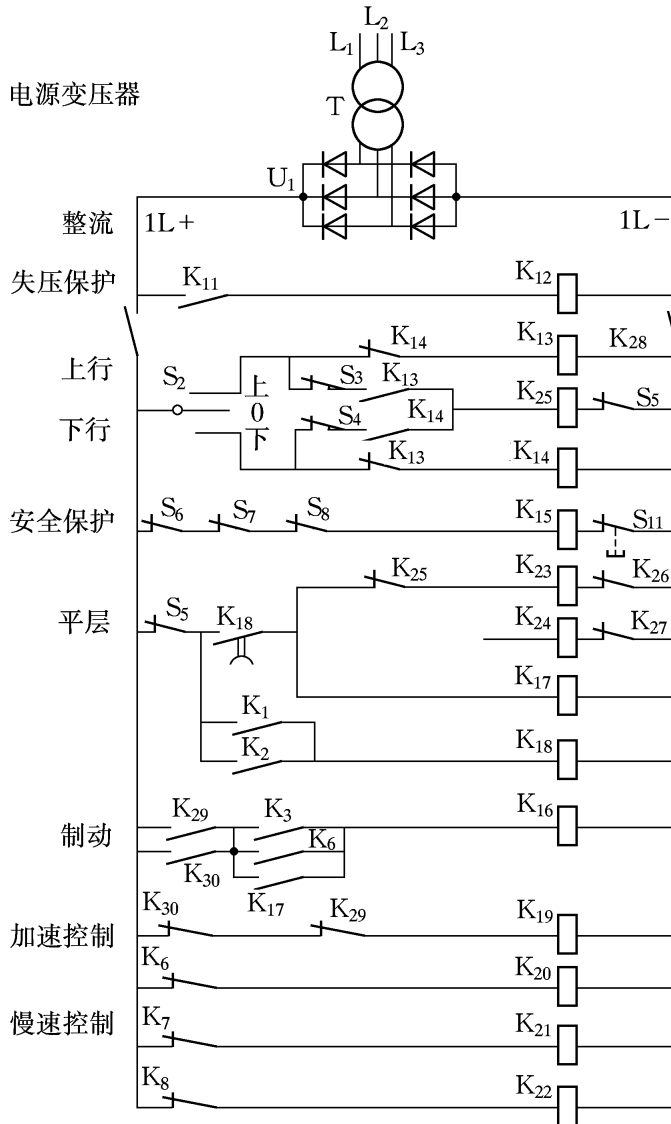 L₂
L₁ L₃
电源变压器 T
U₁
整流 1L+ 1L−
失压保护 K₁₁ K₁₂
上行 K₁₄ K₁₃ K₂₈
S₂ 上 S₃ K₁₃ K₂₅ S₅
0
下行 下 S₄ K₁₄
K₁₃ K₁₄
安全保护 S₆ S₇ S₈ K₁₅ S₁₁
K₂₅ K₂₃ K₂₆
平层 S₅ K₁₈ K₂₄ K₂₇
K₁₇
K₁
K₂ K₁₈
K₂₉ K₃ K₁₆
制动 K₆
K₃₀
K₁₇
K₃₀ K₂₉ K₁₉
加速控制
K₆ K₂₀
慢速控制 K₇ K₂₁
K₈ K₂₂